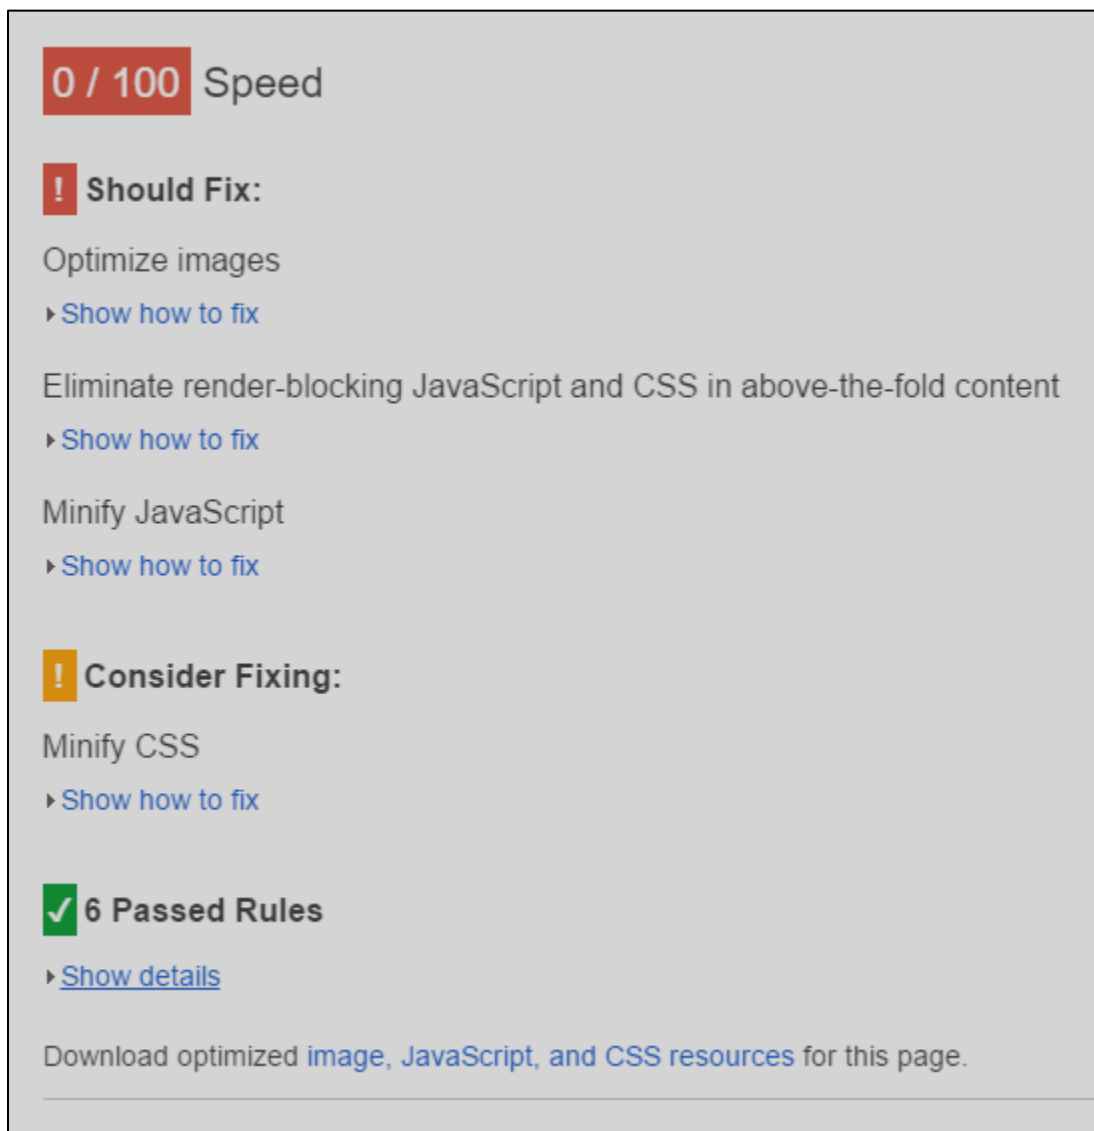 0 / 100 Speed
! Should Fix:
Optimize images
Show how to fix
Eliminate render-blocking JavaScript and CSS in above-the-fold content
Show how to fix
Minify JavaScript
Show how to fix
! Consider Fixing:
Minify CSS
Show how to fix
✓ 6 Passed Rules
Show details
Download optimized image, JavaScript, and CSS resources for this page.